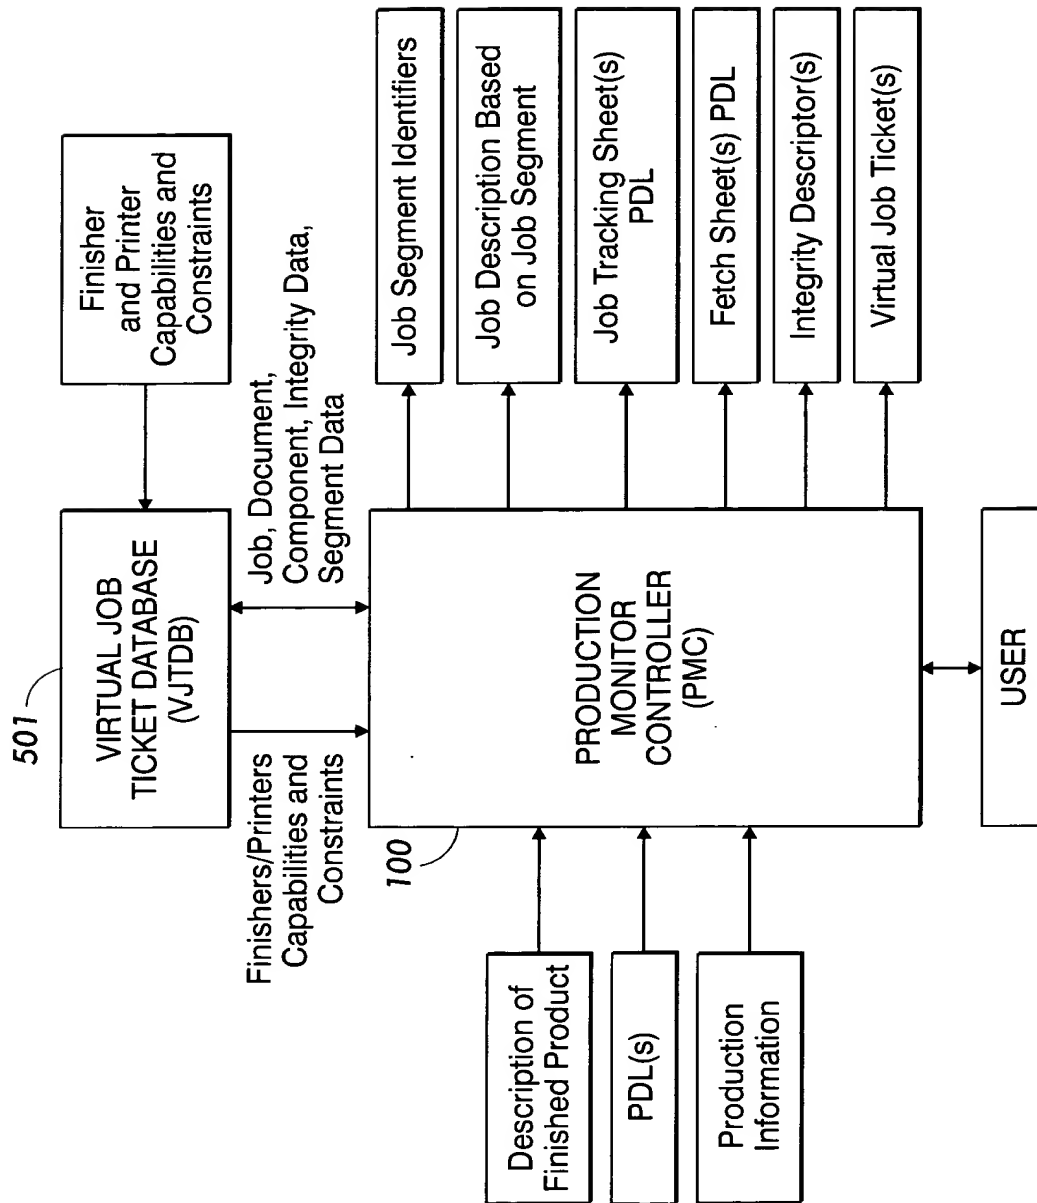 501
VIRTUAL JOB
TICKET DATABASE
(VJTDB)
Finisher
and Printer
Capabilities and
Constraints
Finishers/Printers
Capabilities and
Constraints
Job, Document,
Component, Integrity Data,
Segment Data
100
Description of
Finished Product
PDL(s)
Production
Information
PRODUCTION
MONITOR
CONTROLLER
(PMC)
Job Segment Identifiers
Job Description Based
on Job Segment
Job Tracking Sheet(s)
PDL
Fetch Sheet(s) PDL
Integrity Descriptor(s)
Virtual Job Ticket(s)
USER